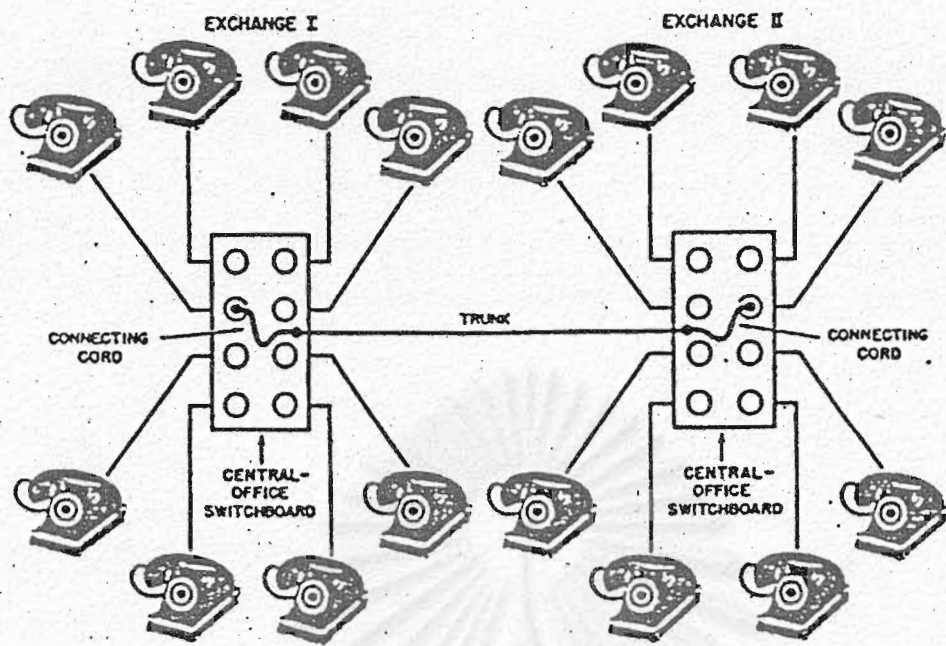 EXCHANGE I
EXCHANGE II
TRUNK
CONNECTING
CORD
CONNECTING
CORD
CENTRAL-
OFFICE
SWITCHBOARD
CENTRAL-
OFFICE
SWITCHBOARD